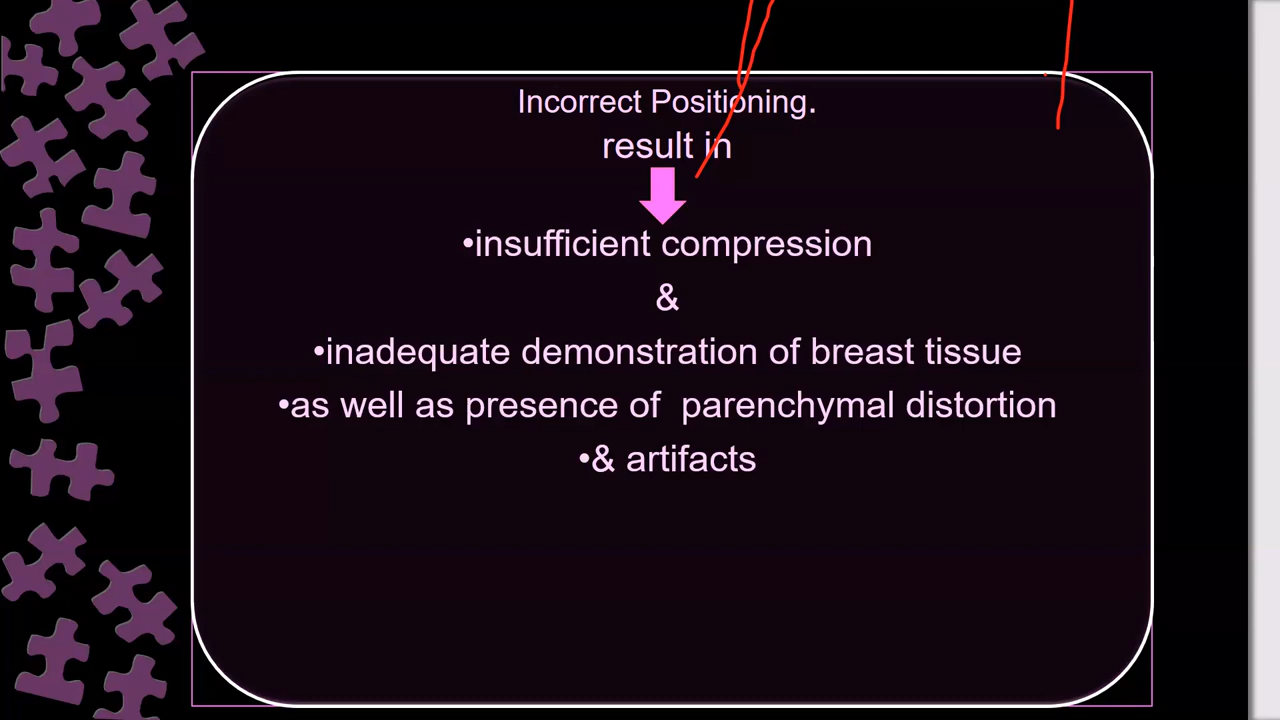 Incorrect Positioning.
result in
•insufficient compression
&
•inadequate demonstration of breast tissue
•as well as presence of  parenchymal distortion
•& artifacts